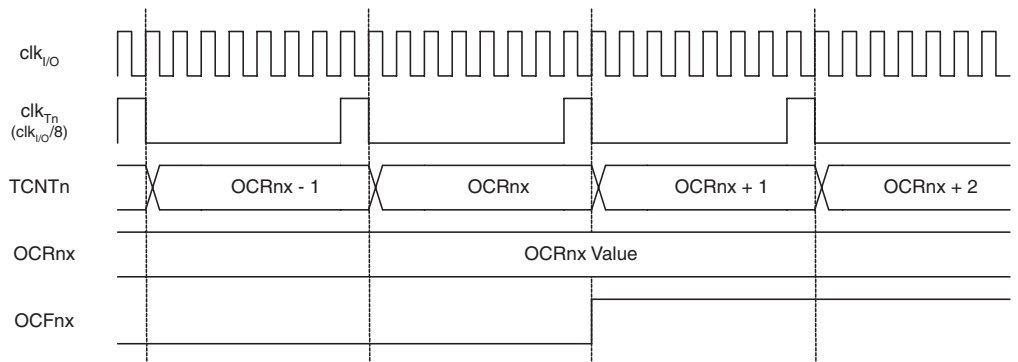 clkI/O
clkTn
(clkI/O/8)
TCNTn OCRnx - 1 OCRnx OCRnx + 1 OCRnx + 2
OCRnx OCRnx Value
OCFnx